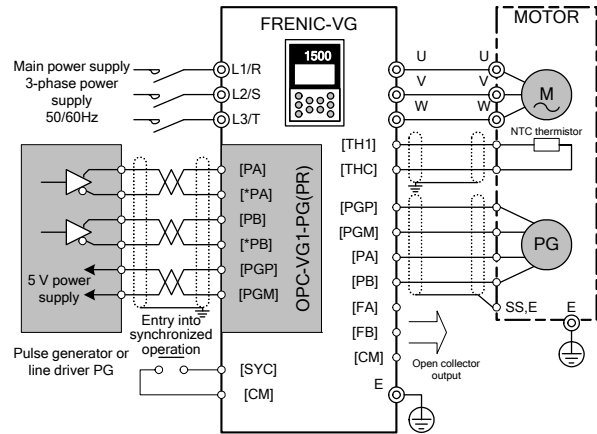 FRENIC-VG
MOTOR
1500
Main power supply
3-phase power
supply
50/60Hz
L1/R
L2/S
L3/T
U
V
W
U
V
W
M
NTC thermistor
[TH1]
[THC]
[PGP]
[PGM]
[PA]
[PB]
[FA]
[FB]
[CM]
E
PG
SS,E
E
Open collector
output
[PA]
[*PA]
[PB]
[*PB]
[PGP]
[PGM]
OPC-VG1-PG(PR)
5 V power
supply
Pulse generator or
line driver PG
Entry into
synchronized
operation
[SYC]
[CM]